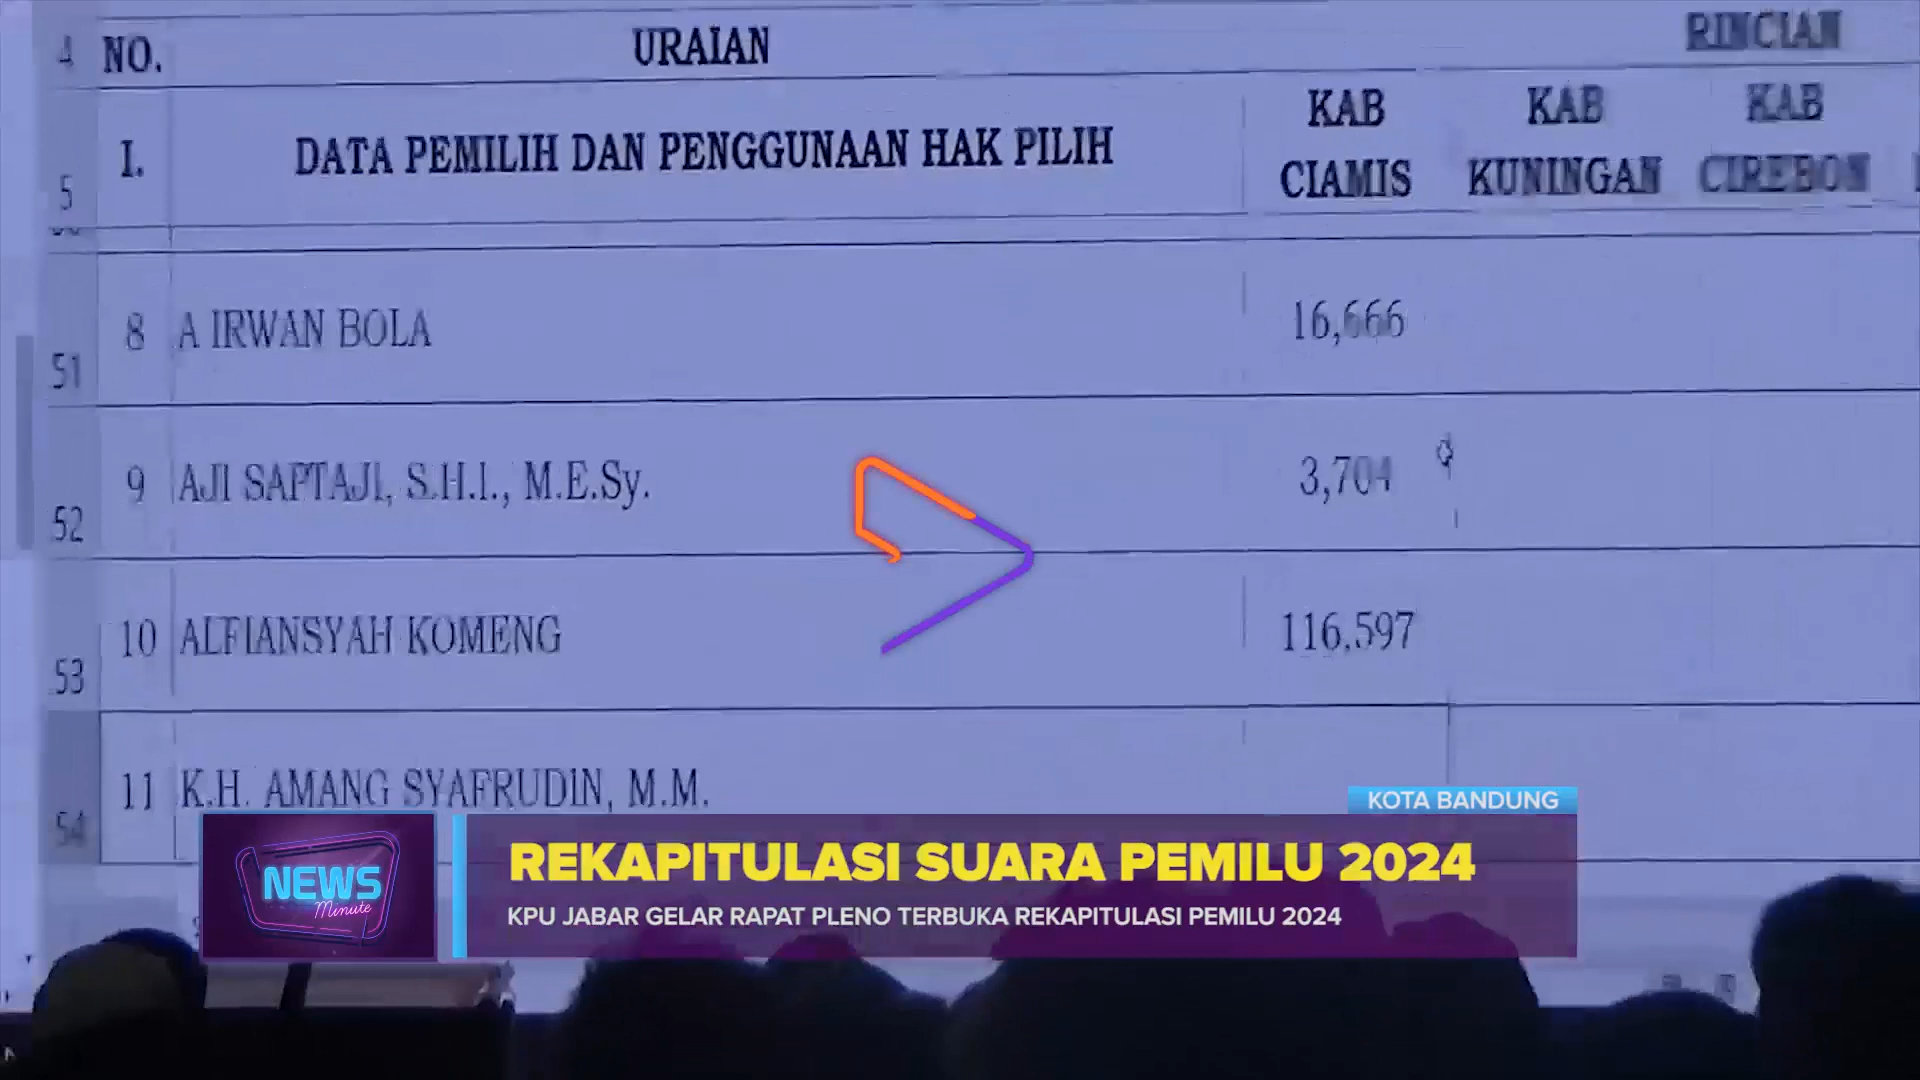 4 NO. URAIAN RINCIAN
5 I. DATA PEMILIH DAN PENGGUNAAN HAK PILIH KAB CIAMIS KAB KUNINGAN KAB CIREBON
51 8 A IRWAN BOLA 16,666
52 9 AJI SAPTAJI, S.H.I., M.E.Sy. 3,704
53 10 ALFIANSYAH KOMENG 116,597
54 11 K.H. AMANG SYAFRUDIN, M.M.
KOTA BANDUNG
NEWS
Minute
REKAPITULASI SUARA PEMILU 2024
KPU JABAR GELAR RAPAT PLENO TERBUKA REKAPITULASI PEMILU 2024